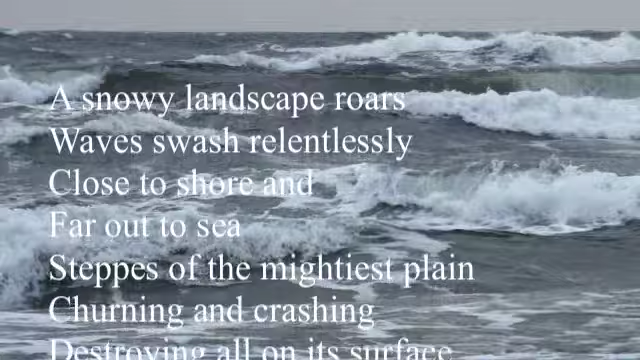 A snowy landscape roars
Waves swash relentlessly
Close to shore and
Far out to sea
Steppes of the mightiest plain
Churning and crashing
Destroying all on its surface